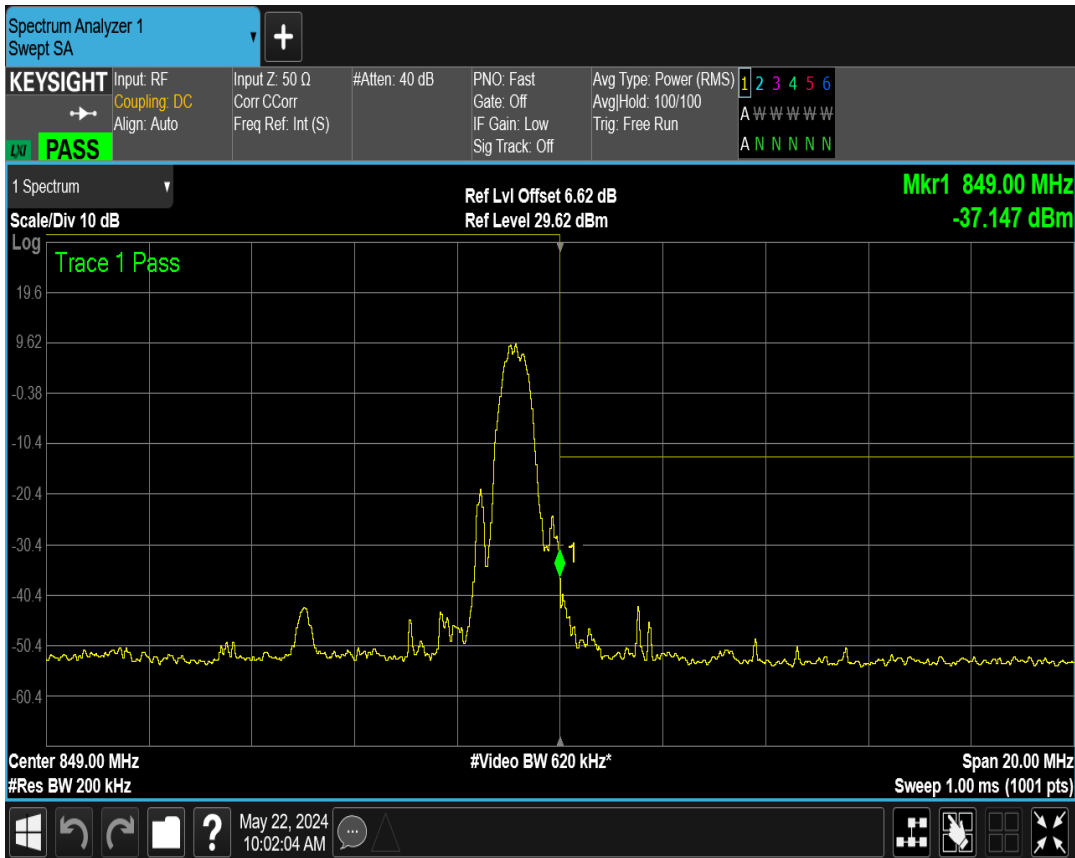 Spectrum Analyzer 1
Swept SA
+
KEYSIGHT
LXI PASS
Input: RF
Coupling: DC
Align: Auto
Input Z: 50 Ω
Corr CCorr
Freq Ref: Int (S)
#Atten: 40 dB
PNO: Fast
Gate: Off
IF Gain: Low
Sig Track: Off
Avg Type: Power (RMS)
Avg|Hold: 100/100
Trig: Free Run
1 2 3 4 5 6
A W W W W W
A N N N N N
1 Spectrum
Scale/Div 10 dB
Ref Lvl Offset 6.62 dB
Ref Level 29.62 dBm
Mkr1 849.00 MHz
-37.147 dBm
Log
Trace 1 Pass
19.6
9.62
-0.38
-10.4
-20.4
-30.4
1
-40.4
-50.4
-60.4
Center 849.00 MHz
#Video BW 620 kHz*
Span 20.00 MHz
#Res BW 200 kHz
Sweep 1.00 ms (1001 pts)
?
May 22, 2024
10:02:04 AM